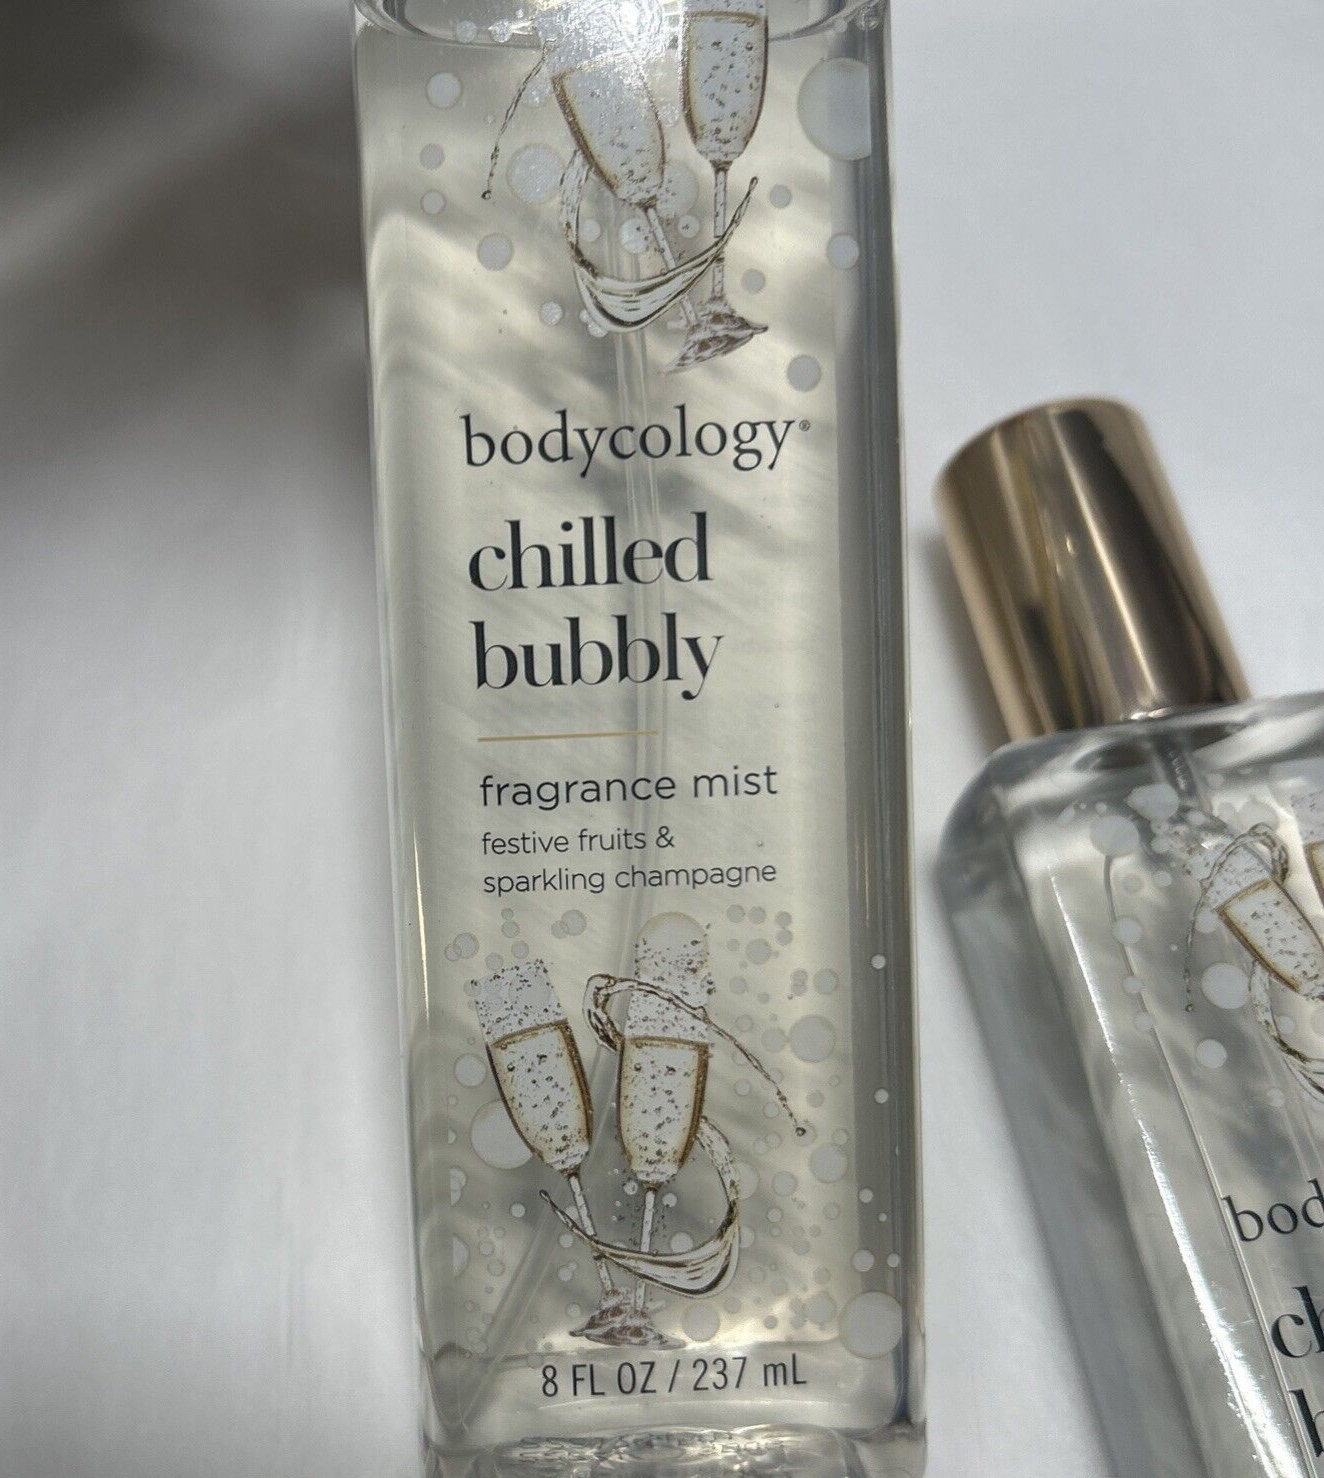 bodycology®
chilled
bubbly
fragrance mist
festive fruits &
sparkling champagne
8 FL OZ / 237 mL